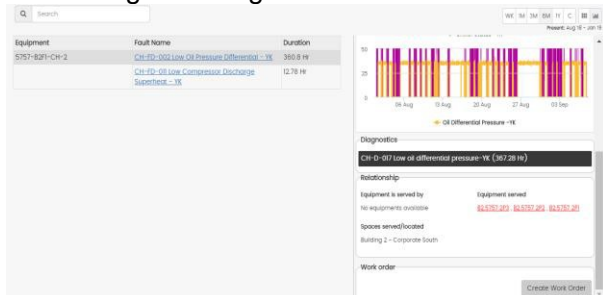 Search
WE 1M 3M 6M 1Y C
Present: Aug 18 - Jan 19
Equipment Fault Name Duration
5757-B2F1-CH-2 CH-FD-002 Low Oil Pressure Differential - YK 360.9 Hr
CH-FD-011 Low Compressor Discharge Superheat - YK 12.78 Hr
50
25
0
06 Aug 13 Aug 20 Aug 27 Aug 03 Sep
Oil Differential Pressure -YK
Diagnostics
CH-D-017 Low oil differential pressure-YK (367.28 Hr)
Relationship
Equipment is served by Equipment served
No equipments available B2.5757.2P3 , B2.5757.2P2 , B2.5757.2P1
Spaces served/located
Building 2 - Corporate South
Work order
Create Work Order